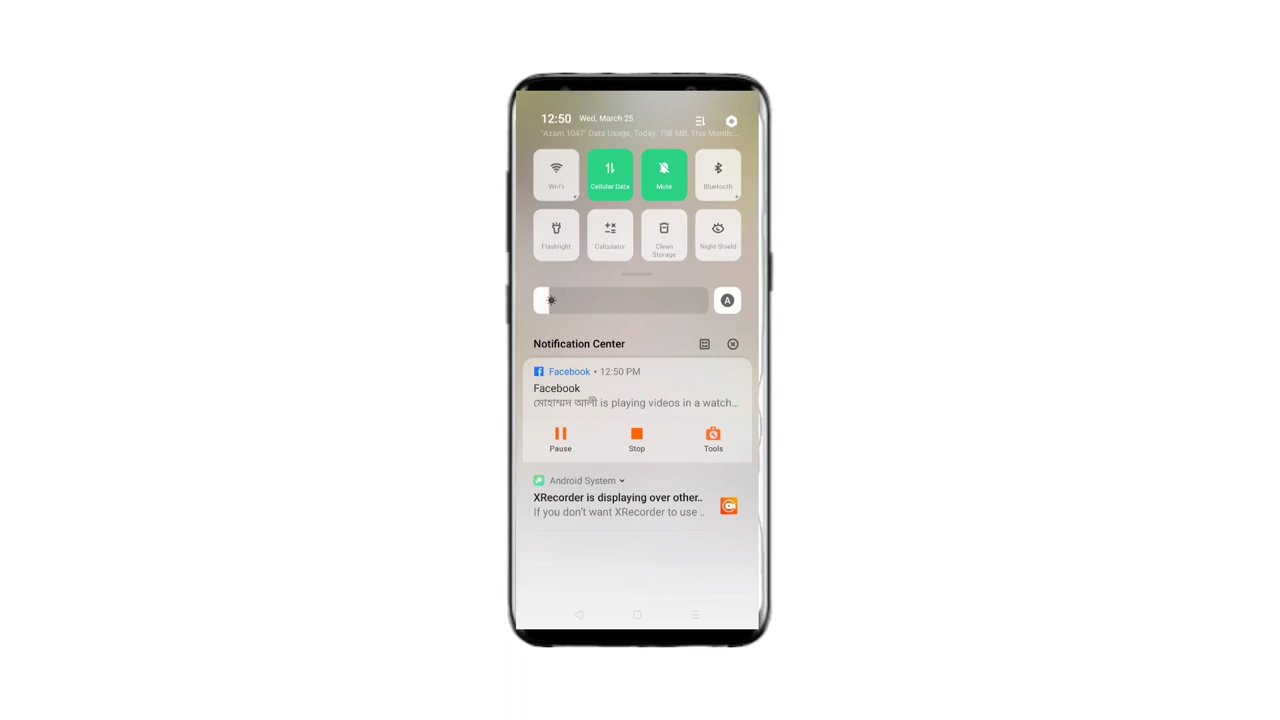 12:50 Wed, March 25
"Azam 1047" Data Usage, Today: 758 MB, This Month:...
Wi-Fi Cellular Data Mute Bluetooth
Flashlight Calculator Clean Storage Night Shield
A
Notification Center
Facebook • 12:50 PM
Facebook
মোহাম্মদ আলী is playing videos in a watch...
Pause Stop Tools
Android System
XRecorder is displaying over other..
If you don't want XRecorder to use ..